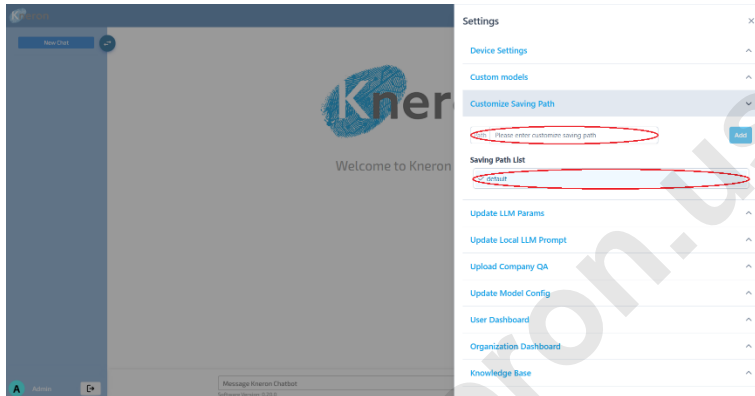 Kneron
New Chat
Kner
Welcome to Kneron
Message Kneron Chatbot
A Admin
Settings
Device Settings
Custom models
Customize Saving Path
Path Please enter customize saving path
Add
Saving Path List
default
Update LLM Params
Update Local LLM Prompt
Upload Company QA
Update Model Config
User Dashboard
Organization Dashboard
Knowledge Base